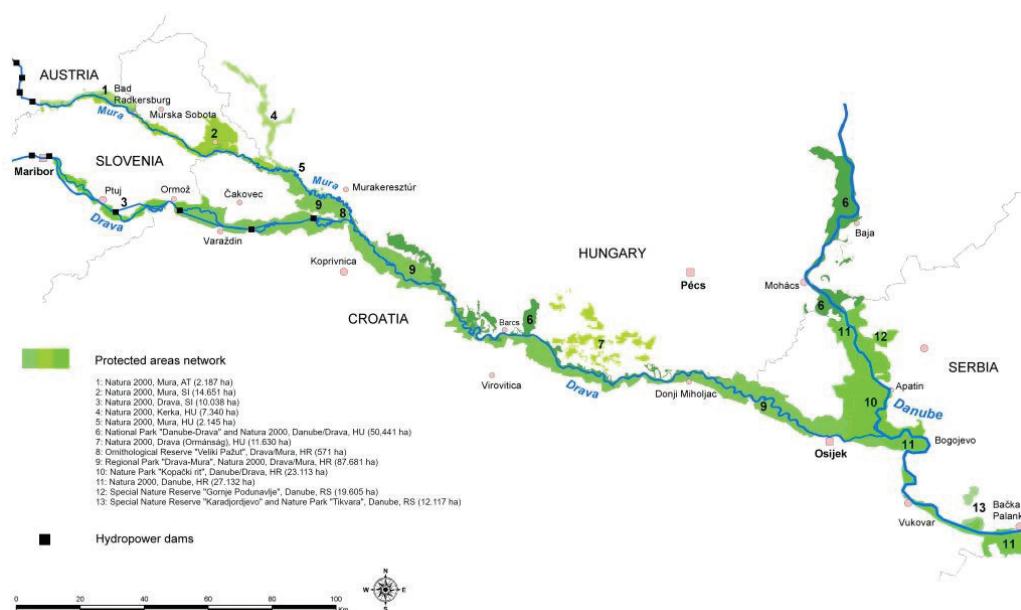 AUSTRIA
1
Bad
Radkersburg
Mura
Murska Sobota
2
4
SLOVENIA
Maribor
Ptuj
3
Ormož
Čakovec
Drava
Varaždin
5
Mura
Murakeresztúr
9
8
Koprivnica
9
HUNGARY
Pécs
6
Baja
Mohács
6
CROATIA
Barcs
6
7
Virovitica
Drava
Donji Miholjac
9
11
12
SERBIA
Apatin
10
Danube
Bogojevo
11
Osijek
Vukovar
13
Bačka
Palank
11
Protected areas network
1: Natura 2000, Mura, AT (2.187 ha)
2: Natura 2000, Mura, SI (14.651 ha)
3: Natura 2000, Drava, SI (10.038 ha)
4: Natura 2000, Kerka, HU (7.340 ha)
5: Natura 2000, Mura, HU (2.145 ha)
6: National Park "Danube-Drava" and Natura 2000, Danube/Drava, HU (50,441 ha)
7: Natura 2000, Drava (Ormánság), HU (11.630 ha)
8: Ornithological Reserve "Veliki Pažut", Drava/Mura, HR (571 ha)
9: Regional Park "Drava-Mura", Natura 2000, Drava/Mura, HR (87.681 ha)
10: Nature Park "Kopački rit", Danube/Drava, HR (23.113 ha)
11: Natura 2000, Danube, HR (27.132 ha)
12: Special Nature Reserve "Gornje Podunavlje", Danube, RS (19.605 ha)
13: Special Nature Reserve "Karadjordjevo" and Nature Park "Tikvara", Danube, RS (12.117 ha)
Hydropower dams
0 20 40 60 80 100
Km
N
W E
S